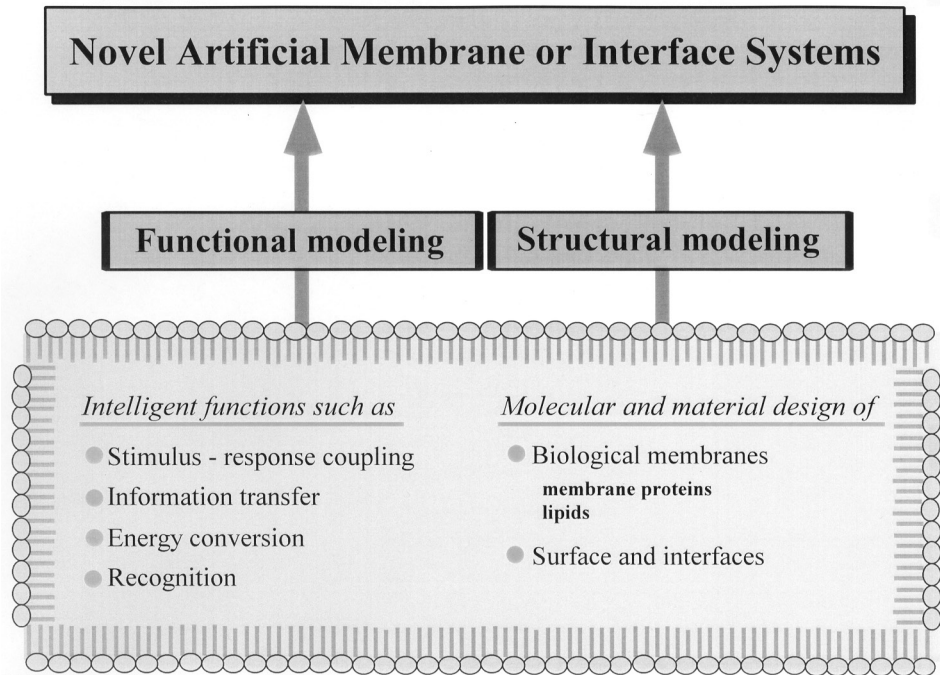 Novel Artificial Membrane or Interface Systems
Functional modeling
Structural modeling
Intelligent functions such as
Stimulus - response coupling
Information transfer
Energy conversion
Recognition
Molecular and material design of
Biological membranes
membrane proteins
lipids
Surface and interfaces